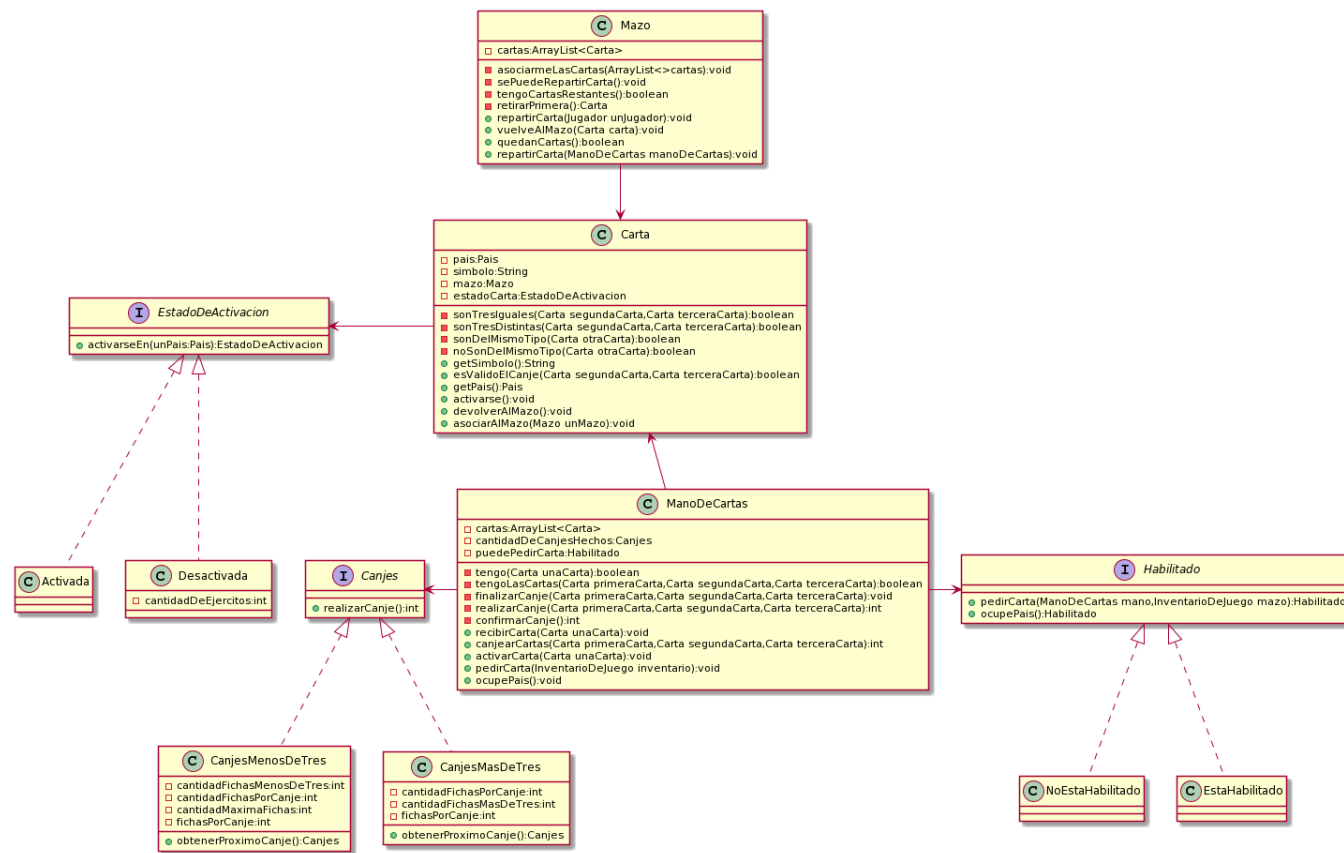 C Mazo
cartas:ArrayList<Carta>
asociarmeLasCartas(ArrayList<>cartas):void
sePuedeRepartirCarta():void
tengoCartasRestantes():boolean
retirarPrimera():Carta
repartirCarta(Jugador unJugador):void
vuelveAlMazo(Carta carta):void
quedanCartas():boolean
repartirCarta(ManoDeCartas manoDeCartas):void
C Carta
pais:Pais
simbolo:String
mazo:Mazo
estadoCarta:EstadoDeActivacion
sonTresIguales(Carta segundaCarta,Carta terceraCarta):boolean
sonTresDistintas(Carta segundaCarta,Carta terceraCarta):boolean
sonDelMismoTipo(Carta otraCarta):boolean
noSonDelMismoTipo(Carta otraCarta):boolean
getSimbolo():String
esValidoElCanje(Carta segundaCarta,Carta terceraCarta):boolean
getPais():Pais
activarse():void
devolverAlMazo():void
asociarAlMazo(Mazo unMazo):void
I EstadoDeActivacion
activarseEn(unPais:Pais):EstadoDeActivacion
C ManoDeCartas
cartas:ArrayList<Carta>
cantidadDeCanjesHechos:Canjes
puedePedirCarta:Habilitado
tengo(Carta unaCarta):boolean
tengoLasCartas(Carta primeraCarta,Carta segundaCarta,Carta terceraCarta):boolean
finalizarCanje(Carta primeraCarta,Carta segundaCarta,Carta terceraCarta):void
realizarCanje(Carta primeraCarta,Carta segundaCarta,Carta terceraCarta):int
confirmarCanje():int
recibirCarta(Carta unaCarta):void
canjearCartas(Carta primeraCarta,Carta segundaCarta,Carta terceraCarta):int
activarCarta(Carta unaCarta):void
pedirCarta(InventarioDeJuego inventario):void
ocupePais():void
C Activada
C Desactivada
cantidadDeEjercitos:int
I Canjes
realizarCanje():int
I Habilitado
pedirCarta(ManoDeCartas mano,InventarioDeJuego mazo):Habilitado
ocupePais():Habilitado
C CanjesMenosDeTres
cantidadFichasMenosDeTres:int
cantidadFichasPorCanje:int
cantidadMaximaFichas:int
fichasPorCanje:int
obtenerProximoCanje():Canjes
C CanjesMasDeTres
cantidadFichasPorCanje:int
cantidadFichasMasDeTres:int
fichasPorCanje:int
obtenerProximoCanje():Canjes
C NoEstaHabilitado
C EstaHabilitado